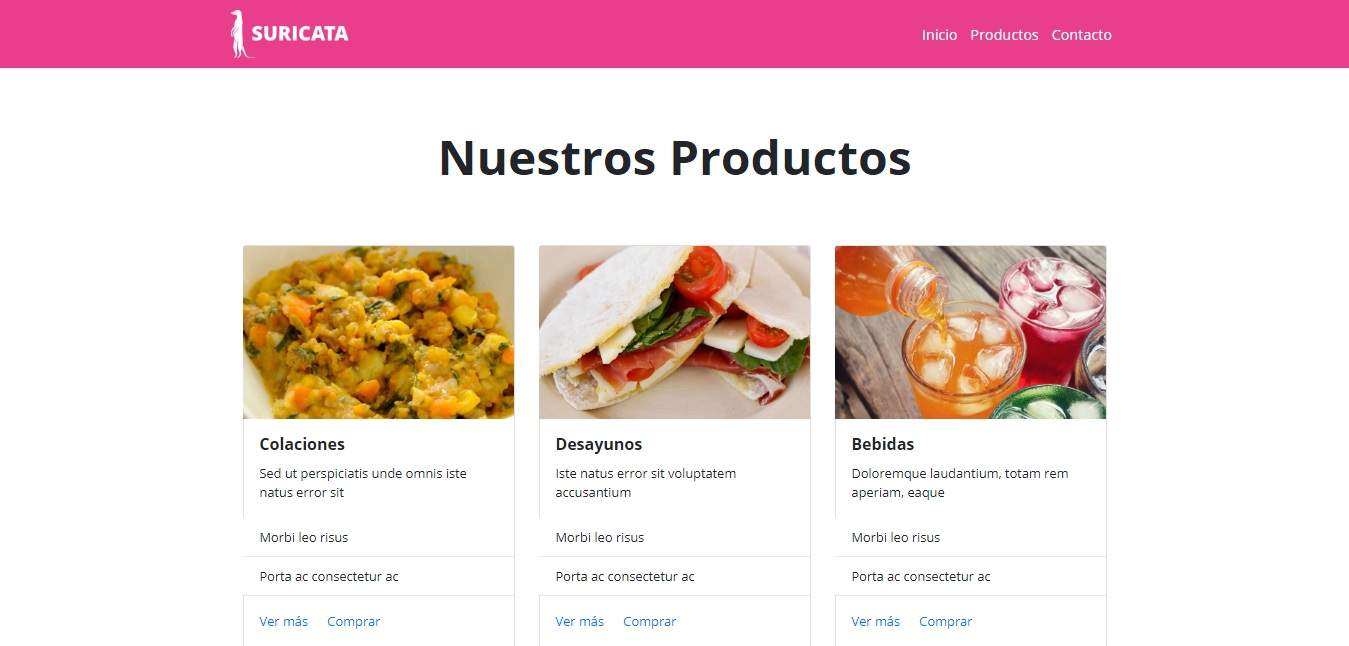 SURICATA
Inicio Productos Contacto
Nuestros Productos
Colaciones
Sed ut perspiciatis unde omnis iste
natus error sit
Morbi leo risus
Porta ac consectetur ac
Ver más Comprar
Desayunos
Iste natus error sit voluptatem
accusantium
Morbi leo risus
Porta ac consectetur ac
Ver más Comprar
Bebidas
Doloremque laudantium, totam rem
aperiam, eaque
Morbi leo risus
Porta ac consectetur ac
Ver más Comprar